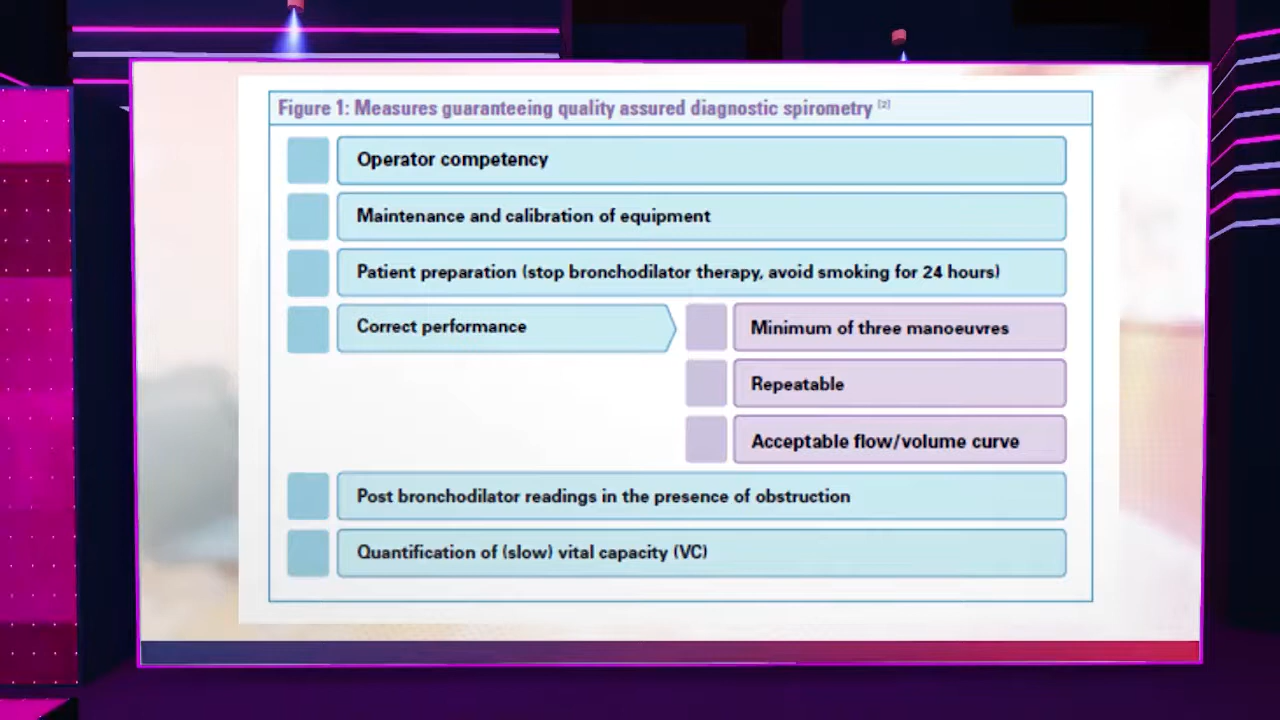 Figure 1: Measures guaranteeing quality assured diagnostic spirometry [2]
Operator competency
Maintenance and calibration of equipment
Patient preparation (stop bronchodilator therapy, avoid smoking for 24 hours)
Correct performance
Minimum of three manoeuvres
Repeatable
Acceptable flow/volume curve
Post bronchodilator readings in the presence of obstruction
Quantification of (slow) vital capacity (VC)